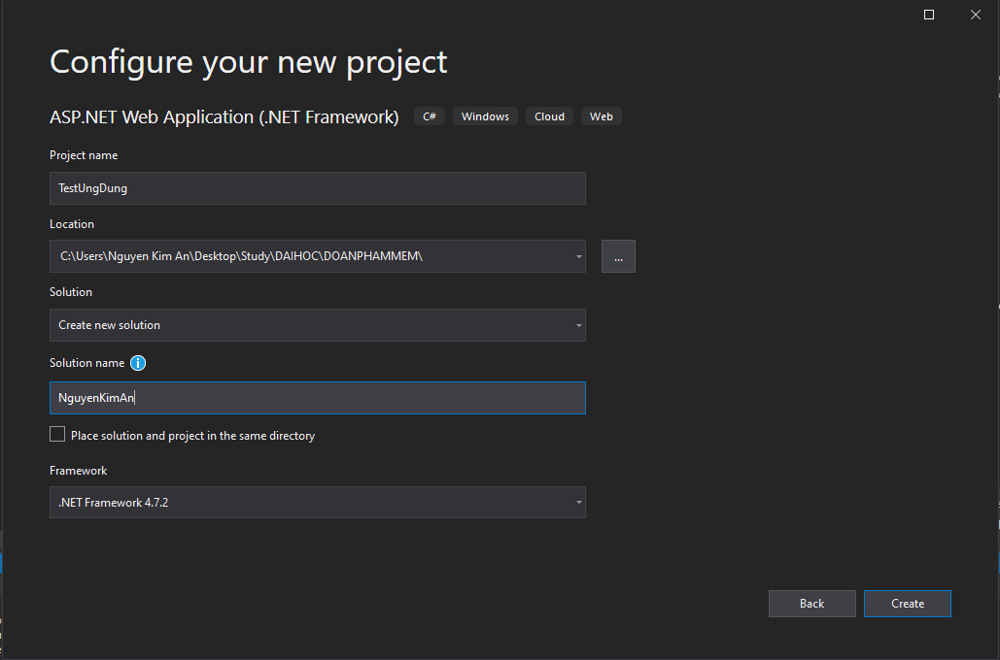 Configure your new project
ASP.NET Web Application (.NET Framework) C# Windows Cloud Web
Project name
TestUngDung
Location
C:\Users\Nguyen Kim An\Desktop\Study\DAIHOC\DOANPHAMMEM\
...
Solution
Create new solution
Solution name
NguyenKimAn
Place solution and project in the same directory
Framework
.NET Framework 4.7.2
Back Create